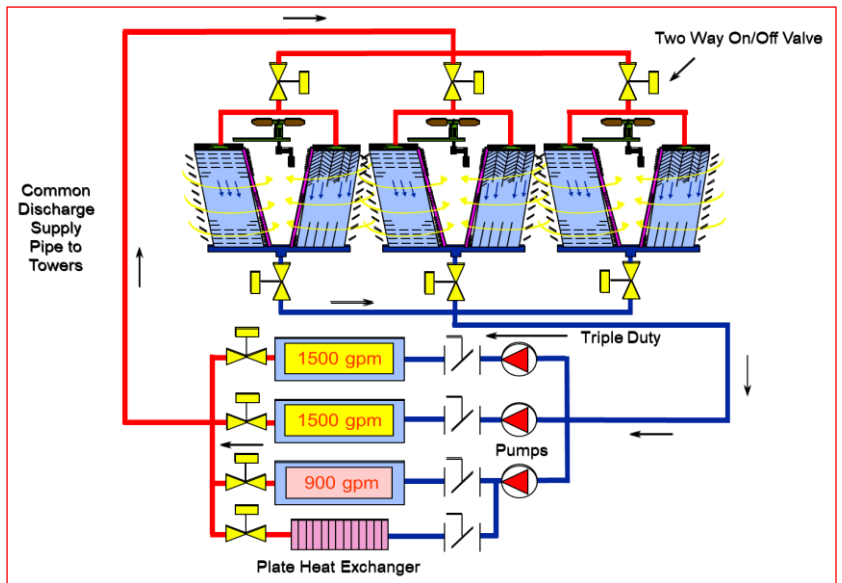 Two Way On/Off Valve
Common
Discharge
Supply
Pipe to
Towers
Triple Duty
1500 gpm
1500 gpm
Pumps
900 gpm
Plate Heat Exchanger